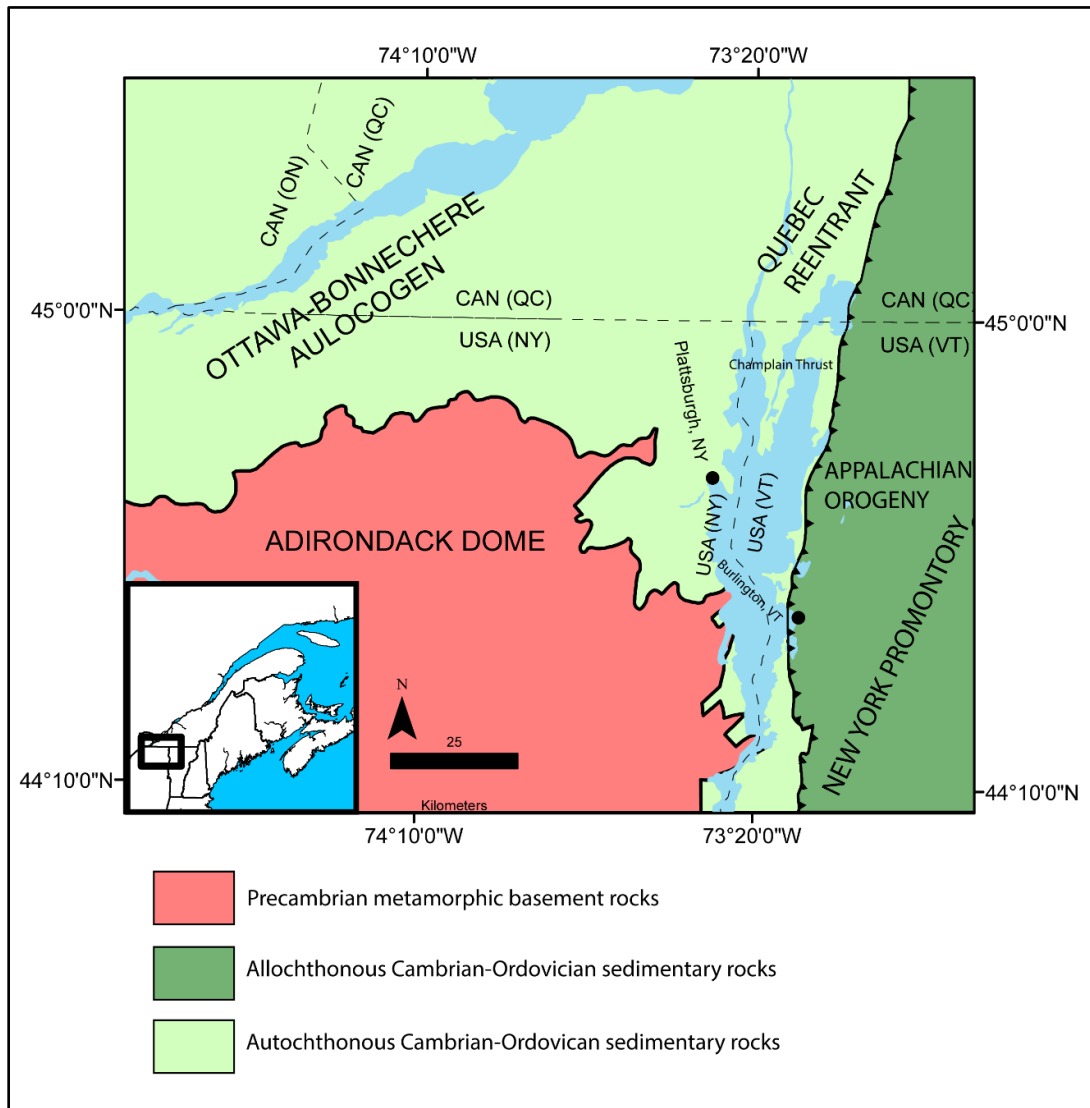 74°10'0"W
73°20'0"W
CAN (ON)
CAN (QC)
OTTAWA-BONNECHERE
AULOCOGEN
QUEBEC
REENTRANT
45°0'0"N
CAN (QC)
USA (NY)
CAN (QC)
USA (VT)
45°0'0"N
Champlain Thrust
Plattsburgh, NY
APPALACHIAN
OROGENY
USA (NY)
USA (VT)
ADIRONDACK DOME
Burlington, VT
NEW YORK PROMONTORY
N
25
Kilometers
44°10'0"N
44°10'0"N
74°10'0"W
73°20'0"W
Precambrian metamorphic basement rocks
Allochthonous Cambrian-Ordovician sedimentary rocks
Autochthonous Cambrian-Ordovican sedimentary rocks